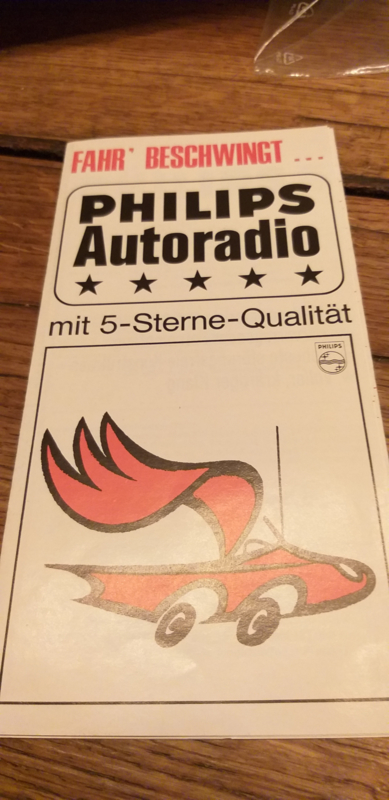 FAHR' BESCHWINGT ...
PHILIPS
Autoradio
★ ★ ★ ★ ★
mit 5-Sterne-Qualität
PHILIPS